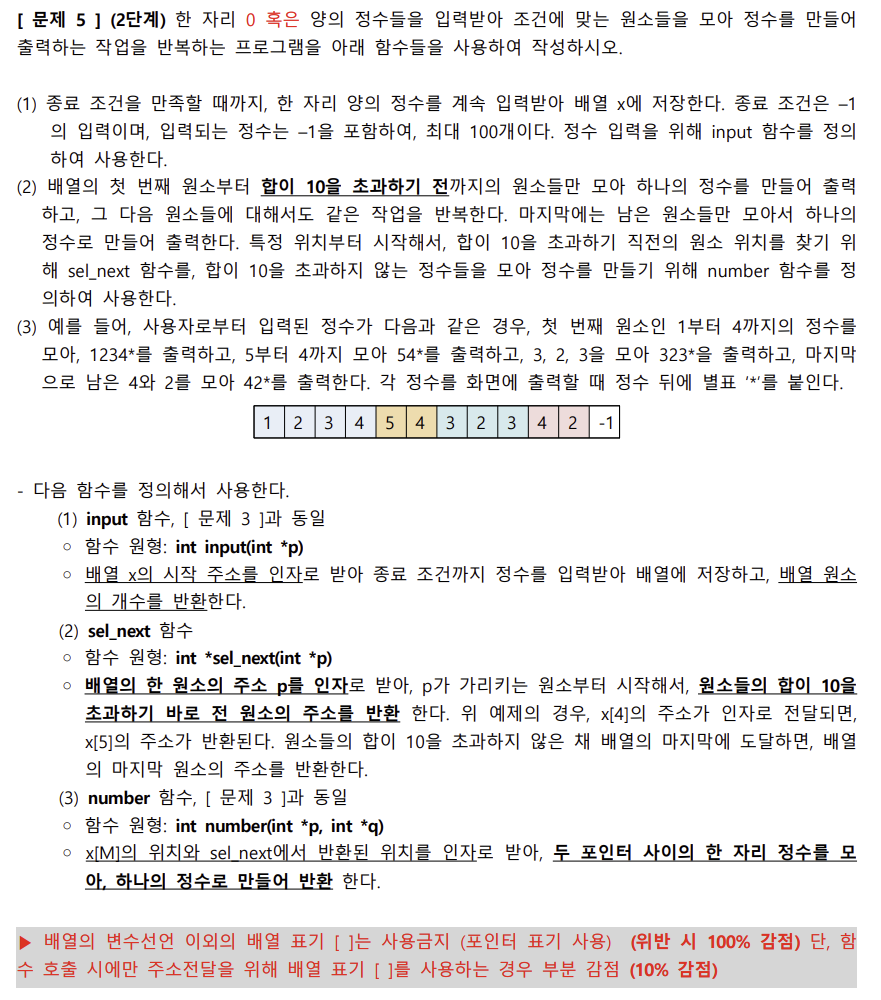 [ 문제 5 ] (2단계) 한 자리 0 혹은 양의 정수들을 입력받아 조건에 맞는 원소들을 모아 정수를 만들어
출력하는 작업을 반복하는 프로그램을 아래 함수들을 사용하여 작성하시오.
(1) 종료 조건을 만족할 때까지, 한 자리 양의 정수를 계속 입력받아 배열 x에 저장한다. 종료 조건은 –1
의 입력이며, 입력되는 정수는 –1을 포함하여, 최대 100개이다. 정수 입력을 위해 input 함수를 정의
하여 사용한다.
(2) 배열의 첫 번째 원소부터 합이 10을 초과하기 전까지의 원소들만 모아 하나의 정수를 만들어 출력
하고, 그 다음 원소들에 대해서도 같은 작업을 반복한다. 마지막에는 남은 원소들만 모아서 하나의
정수로 만들어 출력한다. 특정 위치부터 시작해서, 합이 10을 초과하기 직전의 원소 위치를 찾기 위
해 sel_next 함수를, 합이 10을 초과하지 않는 정수들을 모아 정수를 만들기 위해 number 함수를 정
의하여 사용한다.
(3) 예를 들어, 사용자로부터 입력된 정수가 다음과 같은 경우, 첫 번째 원소인 1부터 4까지의 정수를
모아, 1234*를 출력하고, 5부터 4까지 모아 54*를 출력하고, 3, 2, 3을 모아 323*을 출력하고, 마지막
으로 남은 4와 2를 모아 42*를 출력한다. 각 정수를 화면에 출력할 때 정수 뒤에 별표 '*'를 붙인다.
1 2 3 4 5 4 3 2 3 4 2 -1
- 다음 함수를 정의해서 사용한다.
(1) input 함수, [ 문제 3 ]과 동일
○ 함수 원형: int input(int *p)
○ 배열 x의 시작 주소를 인자로 받아 종료 조건까지 정수를 입력받아 배열에 저장하고, 배열 원소
의 개수를 반환한다.
(2) sel_next 함수
○ 함수 원형: int *sel_next(int *p)
○ 배열의 한 원소의 주소 p를 인자로 받아, p가 가리키는 원소부터 시작해서, 원소들의 합이 10을
초과하기 바로 전 원소의 주소를 반환 한다. 위 예제의 경우, x[4]의 주소가 인자로 전달되면,
x[5]의 주소가 반환된다. 원소들의 합이 10을 초과하지 않은 채 배열의 마지막에 도달하면, 배열
의 마지막 원소의 주소를 반환한다.
(3) number 함수, [ 문제 3 ]과 동일
○ 함수 원형: int number(int *p, int *q)
○ x[M]의 위치와 sel_next에서 반환된 위치를 인자로 받아, 두 포인터 사이의 한 자리 정수를 모
아, 하나의 정수로 만들어 반환 한다.
▶ 배열의 변수선언 이외의 배열 표기 [ ]는 사용금지 (포인터 표기 사용) (위반 시 100% 감점) 단, 함
수 호출 시에만 주소전달을 위해 배열 표기 [ ]를 사용하는 경우 부분 감점 (10% 감점)